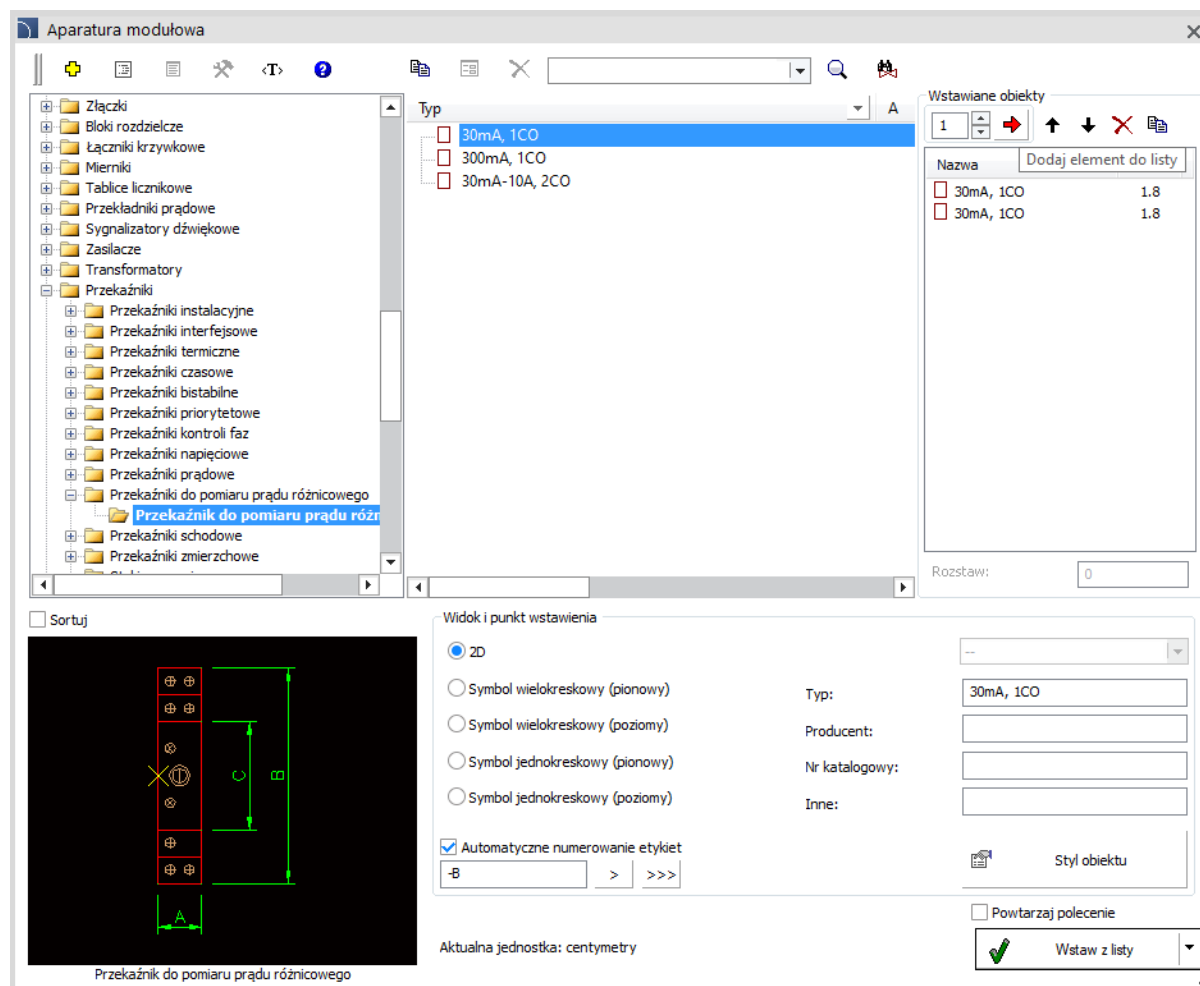 Aparatura modułowa
<T>
Złączki
Bloki rozdzielcze
Łączniki krzywkowe
Mierniki
Tablice licznikowe
Przekładniki prądowe
Sygnalizatory dźwiękowe
Zasilacze
Transformatory
Przekaźniki
Przekaźniki instalacyjne
Przekaźniki interfejsowe
Przekaźniki termiczne
Przekaźniki czasowe
Przekaźniki bistabilne
Przekaźniki priorytetowe
Przekaźniki kontroli faz
Przekaźniki napięciowe
Przekaźniki prądowe
Przekaźniki do pomiaru prądu różnicowego
Przekaźnik do pomiaru prądu różn
Przekaźniki schodowe
Przekaźniki zmierzchowe
Typ A
30mA, 1CO
300mA, 1CO
30mA-10A, 2CO
Wstawiane obiekty
1
Nazwa
Dodaj element do listy
30mA, 1CO 1.8
30mA, 1CO 1.8
Rozstaw: 0
Sortuj
C
B
A
Przekaźnik do pomiaru prądu różnicowego
Widok i punkt wstawienia
2D
Symbol wielokreskowy (pionowy)
Symbol wielokreskowy (poziomy)
Symbol jednokreskowy (pionowy)
Symbol jednokreskowy (poziomy)
--
Typ: 30mA, 1CO
Producent:
Nr katalogowy:
Inne:
Automatyczne numerowanie etykiet
-B > >>>
Styl obiektu
Powtarzaj polecenie
Aktualna jednostka: centymetry
Wstaw z listy